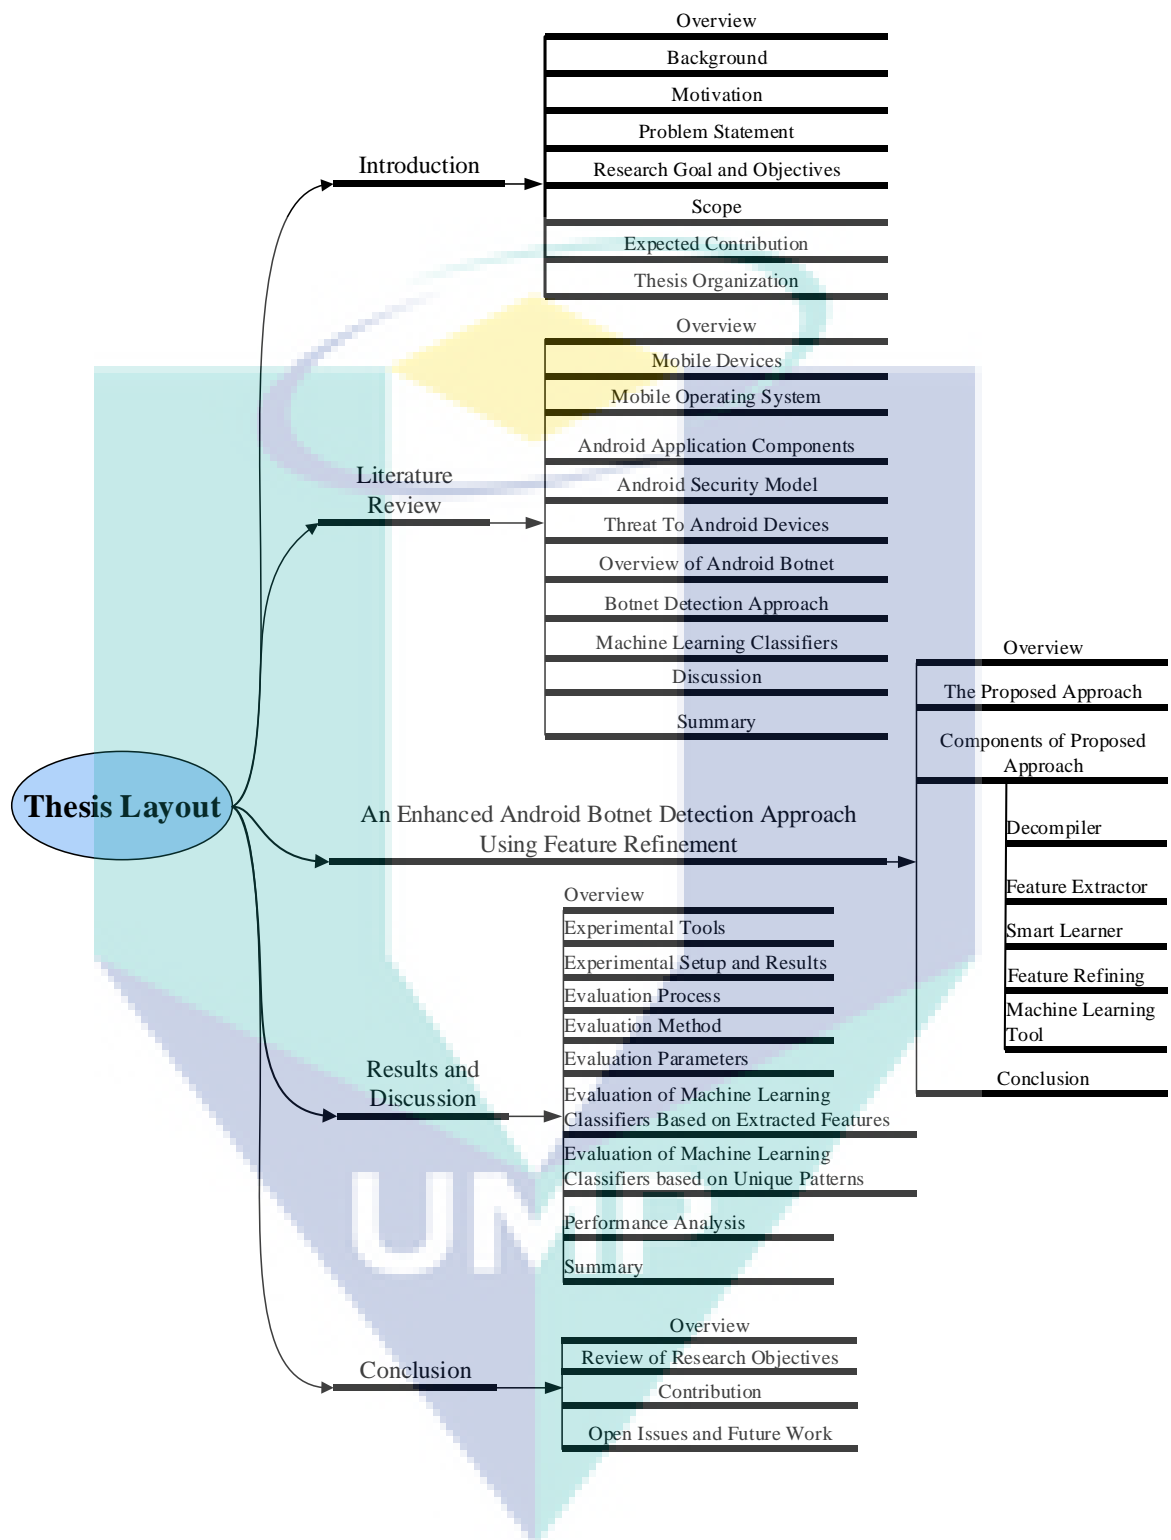 Thesis Layout
Introduction
Overview
Background
Motivation
Problem Statement
Research Goal and Objectives
Scope
Expected Contribution
Thesis Organization
Literature
Review
Overview
Mobile Devices
Mobile Operating System
Android Application Components
Android Security Model
Threat To Android Devices
Overview of Android Botnet
Botnet Detection Approach
Machine Learning Classifiers
Discussion
Summary
An Enhanced Android Botnet Detection Approach
Using Feature Refinement
Overview
The Proposed Approach
Components of Proposed
Approach
Decompiler
Feature Extractor
Smart Learner
Feature Refining
Machine Learning
Tool
Conclusion
Results and
Discussion
Overview
Experimental Tools
Experimental Setup and Results
Evaluation Process
Evaluation Method
Evaluation Parameters
Evaluation of Machine Learning
Classifiers Based on Extracted Features
Evaluation of Machine Learning
Classifiers based on Unique Patterns
Performance Analysis
Summary
Conclusion
Overview
Review of Research Objectives
Contribution
Open Issues and Future Work
UMP